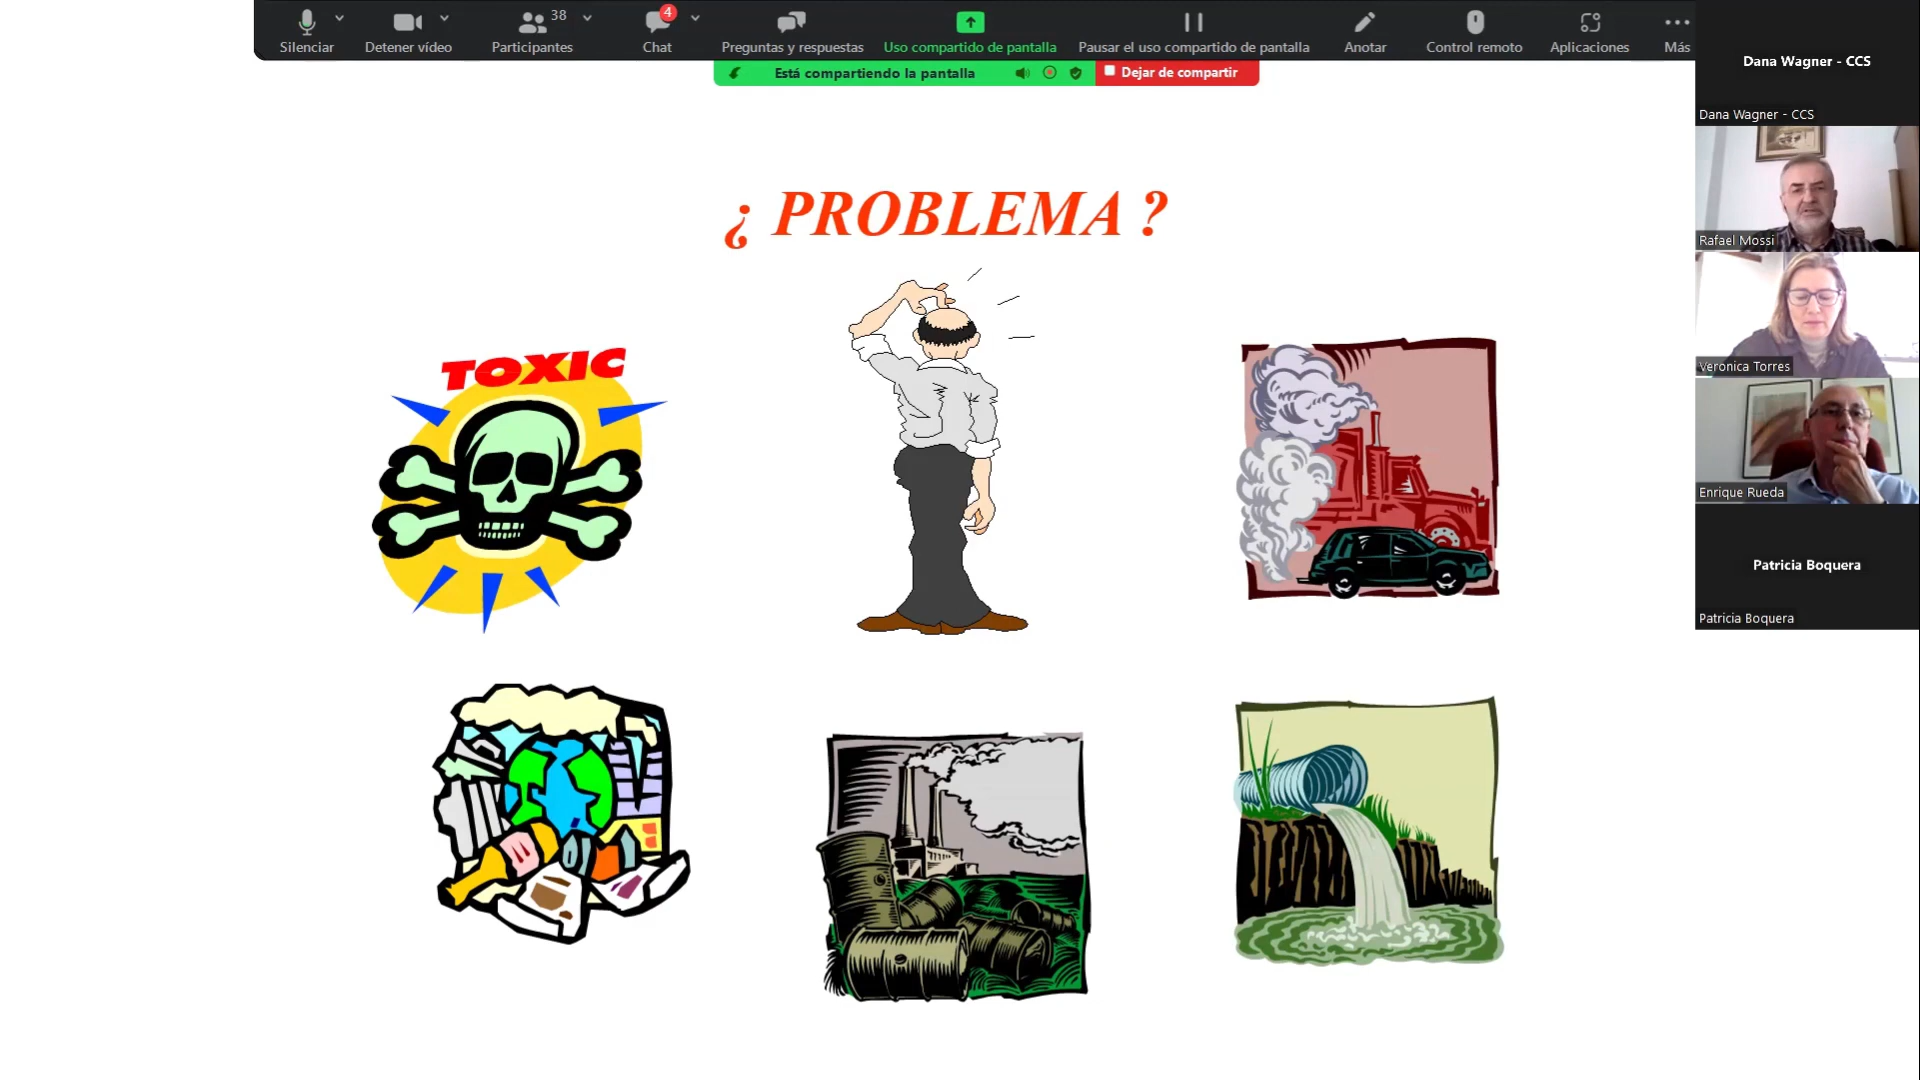 Silenciar
Detener vídeo
38
Participantes
4
Chat
Preguntas y respuestas
Uso compartido de pantalla
Pausar el uso compartido de pantalla
Anotar
Control remoto
Aplicaciones
Más
Está compartiendo la pantalla
Dejar de compartir
Dana Wagner - CCS
Dana Wagner - CCS
Rafael Mossi
Veronica Torres
Enrique Rueda
Patricia Boquera
Patricia Boquera
¿ PROBLEMA ?
TOXIC